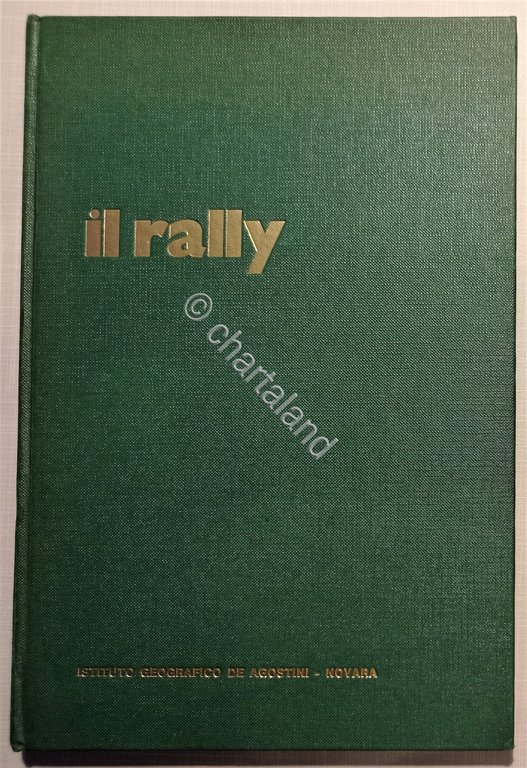 il rally
© chartaland
ISTITUTO GEOGRAFICO DE AGOSTINI - NOVARA